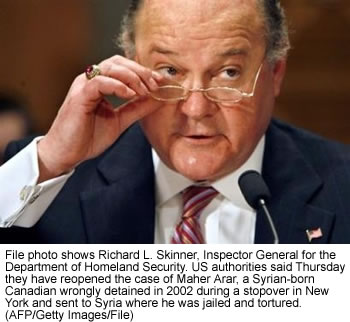 File photo shows Richard L. Skinner, Inspector General for the
Department of Homeland Security. US authorities said Thursday
they have reopened the case of Maher Arar, a Syrian-born
Canadian wrongly detained in 2002 during a stopover in New
York and sent to Syria where he was jailed and tortured.
(AFP/Getty Images/File)